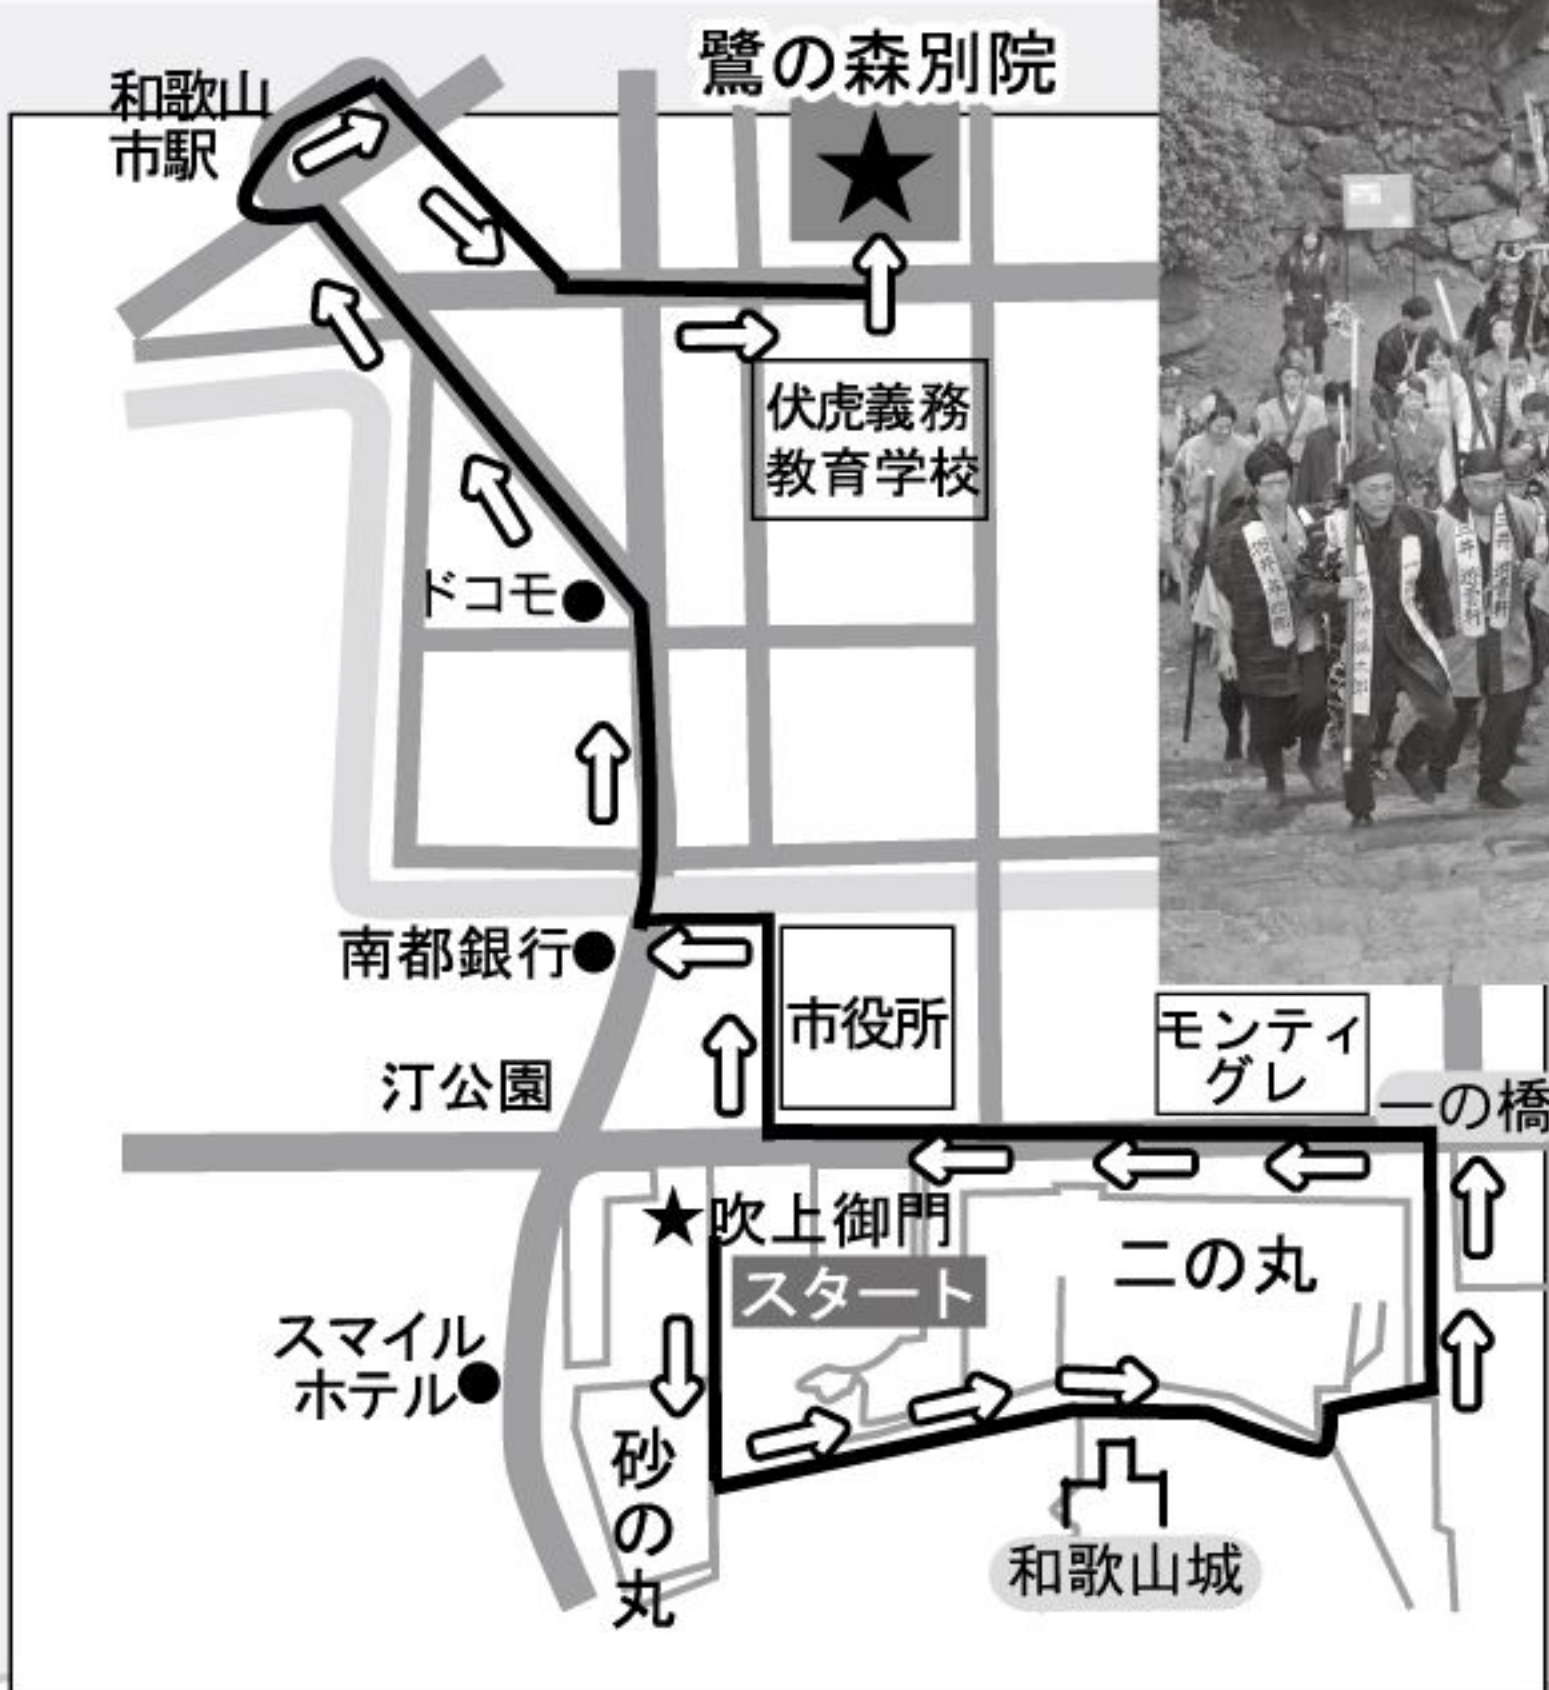 鷺の森別院
和歌山
市駅
伏虎義務
教育学校
ドコモ
南都銀行
市役所
モンティ
グレ
汀公園
一の橋
吹上御門
スタート
二の丸
スマイル
ホテル
砂の丸
和歌山城